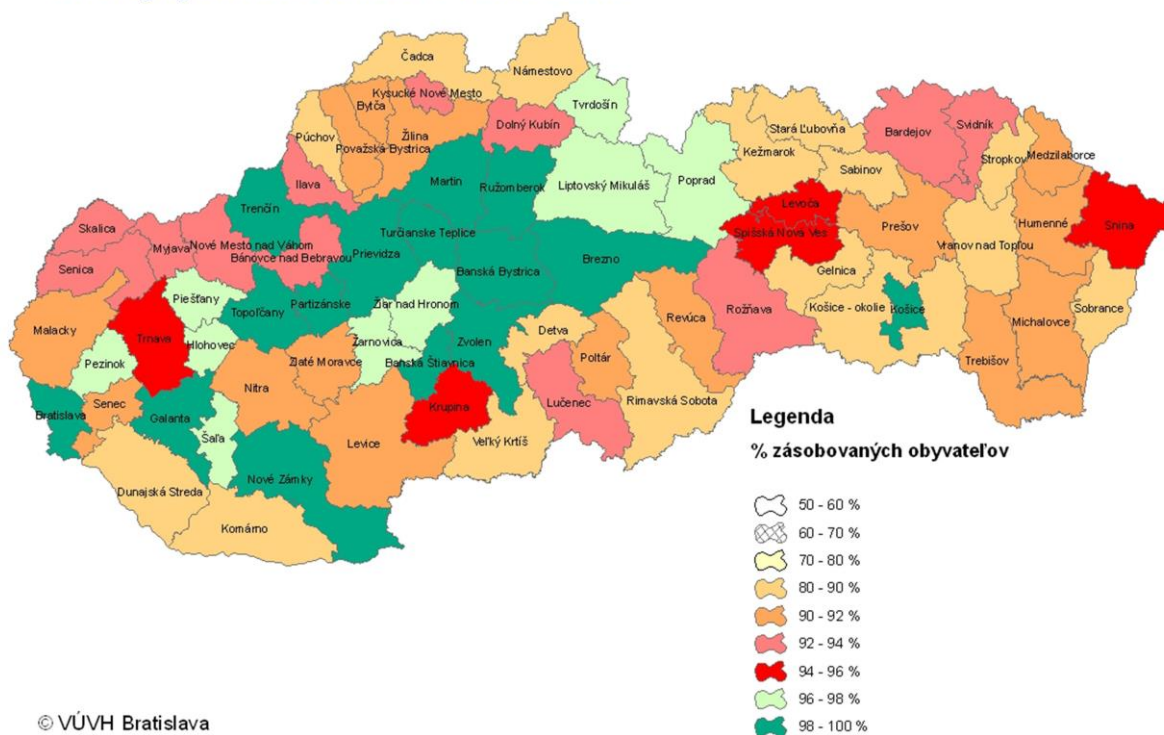 Čadca
Námestovo
Kysucké Nové Mesto
Bytča
Tvrdošín
Púchov
Žilina
Dolný Kubín
Považská Bystrica
Stará Ľubovňa
Bardejov
Svidník
Stropkov
Medzilaborce
Kežmarok
Sabinov
Ilava
Martin
Ružomberok
Liptovský Mikuláš
Poprad
Trenčín
Levoča
Snina
Skalica
Turčianske Teplice
Spišská Nová Ves
Prešov
Humenné
Myjava
Nové Mesto nad Váhom
Vranov nad Topľou
Bánovce nad Bebravou
Prievidza
Banská Bystrica
Brezno
Senica
Gelnica
Piešťany
Partizánske
Žiar nad Hronom
Rožňava
Košice - okolie
Košice
Sobrance
Topoľčany
Malacky
Trnava
Revúca
Michalovce
Detva
Zvolen
Hlohovec
Žarnovica
Zlaté Moravce
Poltár
Banská Štiavnica
Pezinok
Trebišov
Nitra
Bratislava
Senec
Galanta
Krupina
Lučenec
Rimavská Sobota
Šaľa
Levice
Veľký Krtíš
Nové Zámky
Dunajská Streda
Komárno
Legenda
% zásobovaných obyvateľov
50 - 60 %
60 - 70 %
70 - 80 %
80 - 90 %
90 - 92 %
92 - 94 %
94 - 96 %
96 - 98 %
98 - 100 %
© VÚVH Bratislava